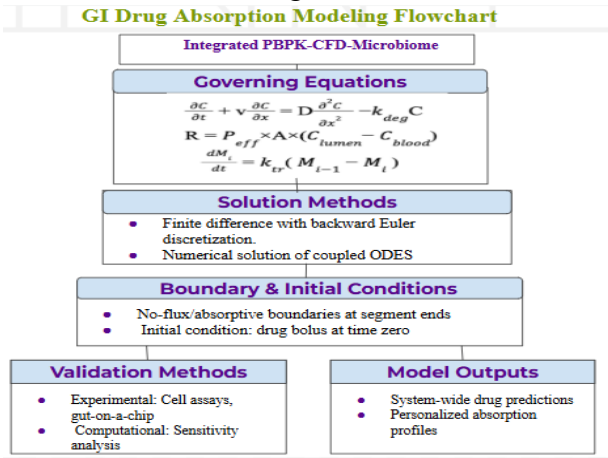 GI Drug Absorption Modeling Flowchart
Integrated PBPK-CFD-Microbiome
Governing Equations
∂C/∂t + v ∂C/∂x = D ∂²C/∂x² − k_deg C
R = P_eff × A × (C_lumen − C_blood)
dM_i/dt = k_tr ( M_{i−1} − M_i )
Solution Methods
• Finite difference with backward Euler
discretization.
• Numerical solution of coupled ODES
Boundary & Initial Conditions
• No-flux/absorptive boundaries at segment ends
• Initial condition: drug bolus at time zero
Validation Methods
• Experimental: Cell assays,
gut-on-a-chip
• Computational: Sensitivity
analysis
Model Outputs
• System-wide drug predictions
• Personalized absorption
profiles